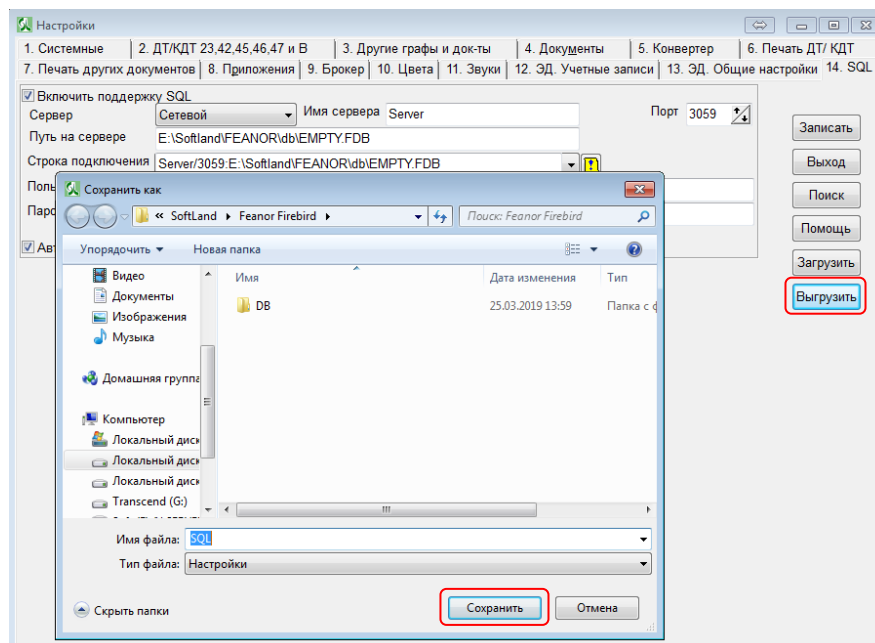 Настройки
1. Системные 2. ДТ/КДТ 23,42,45,46,47 и В 3. Другие графы и док-ты 4. Документы 5. Конвертер 6. Печать ДТ/ КДТ
7. Печать других документов 8. Приложения 9. Брокер 10. Цвета 11. Звуки 12. ЭД. Учетные записи 13. ЭД. Общие настройки 14. SQL
Включить поддержку SQL
Сервер Сетевой Имя сервера Server Порт 3059
Записать
Путь на сервере E:\Softland\FEANOR\db\EMPTY.FDB
Строка подключения Server/3059:E:\Softland\FEANOR\db\EMPTY.FDB
Выход
Поль
Сохранить как
Поиск
Паро
« SoftLand Feanor Firebird Поиск: Feanor Firebird
Помощь
Авт
Упорядочить Новая папка
Загрузить
Выгрузить
Видео
Имя Дата изменения Тип
Документы
DB 25.03.2019 13:59 Папка с ф
Изображения
Музыка
Домашняя группа
Компьютер
Локальный диск
Локальный диск
Локальный диск
Transcend (G:)
Имя файла: SQL
Тип файла: Настройки
Скрыть папки Сохранить Отмена